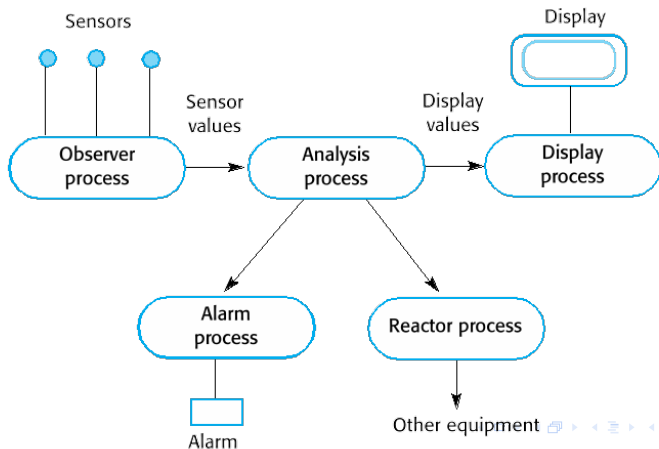 Sensors
Display
Sensor
values
Display
values
Observer
process
Analysis
process
Display
process
Alarm
process
Reactor process
Alarm
Other equipment